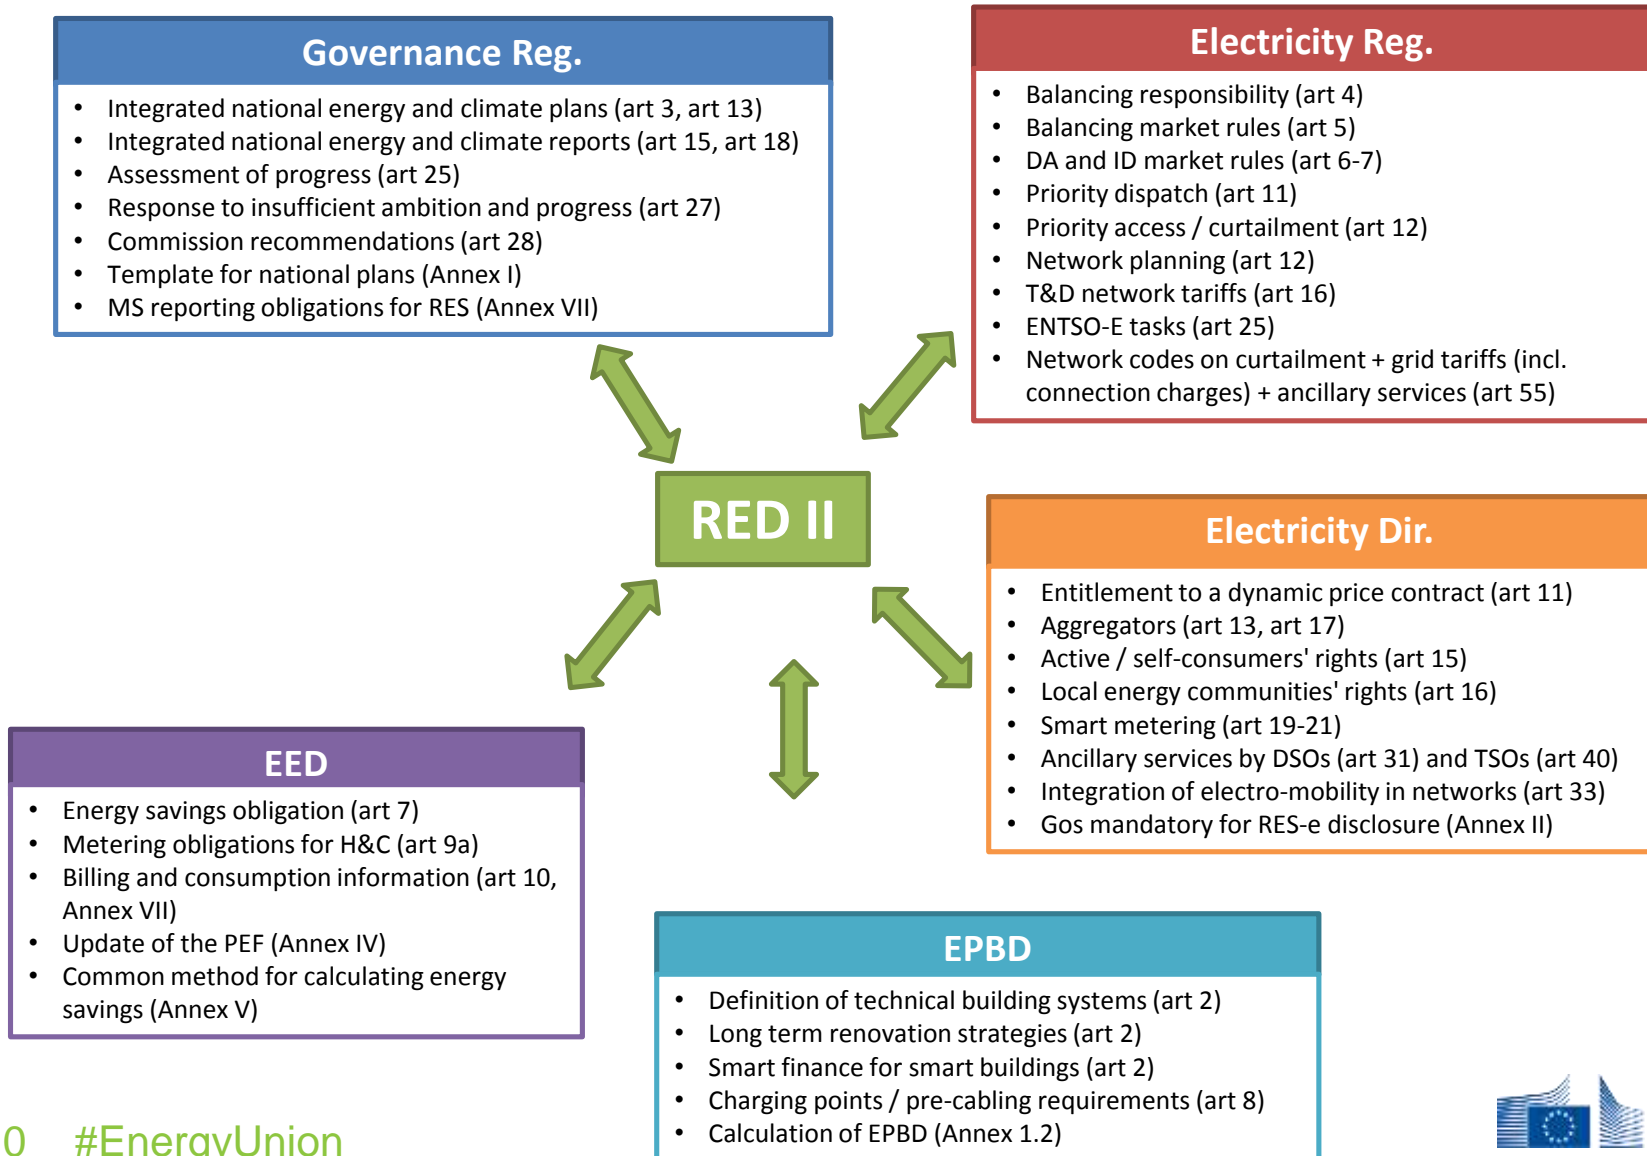 Governance Reg.
• Integrated national energy and climate plans (art 3, art 13)
• Integrated national energy and climate reports (art 15, art 18)
• Assessment of progress (art 25)
• Response to insufficient ambition and progress (art 27)
• Commission recommendations (art 28)
• Template for national plans (Annex I)
• MS reporting obligations for RES (Annex VII)
Electricity Reg.
• Balancing responsibility (art 4)
• Balancing market rules (art 5)
• DA and ID market rules (art 6-7)
• Priority dispatch (art 11)
• Priority access / curtailment (art 12)
• Network planning (art 12)
• T&D network tariffs (art 16)
• ENTSO-E tasks (art 25)
• Network codes on curtailment + grid tariffs (incl.
connection charges) + ancillary services (art 55)
RED II
Electricity Dir.
• Entitlement to a dynamic price contract (art 11)
• Aggregators (art 13, art 17)
• Active / self-consumers' rights (art 15)
• Local energy communities' rights (art 16)
• Smart metering (art 19-21)
• Ancillary services by DSOs (art 31) and TSOs (art 40)
• Integration of electro-mobility in networks (art 33)
• Gos mandatory for RES-e disclosure (Annex II)
EED
• Energy savings obligation (art 7)
• Metering obligations for H&C (art 9a)
• Billing and consumption information (art 10,
Annex VII)
• Update of the PEF (Annex IV)
• Common method for calculating energy
savings (Annex V)
EPBD
• Definition of technical building systems (art 2)
• Long term renovation strategies (art 2)
• Smart finance for smart buildings (art 2)
• Charging points / pre-cabling requirements (art 8)
• Calculation of EPBD (Annex 1.2)
0 #EnergyUnion